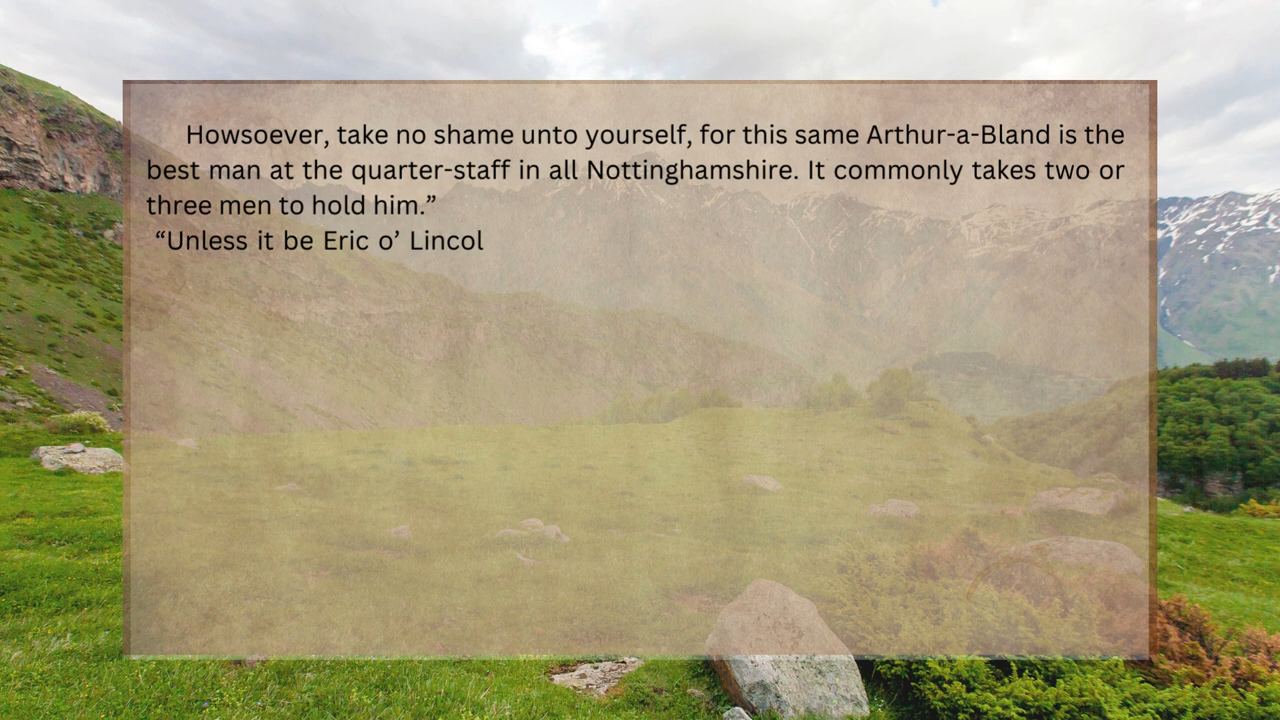 Howsoever, take no shame unto yourself, for this same Arthur-a-Bland is the
best man at the quarter-staff in all Nottinghamshire. It commonly takes two or
three men to hold him.”
“Unless it be Eric o’ Lincol